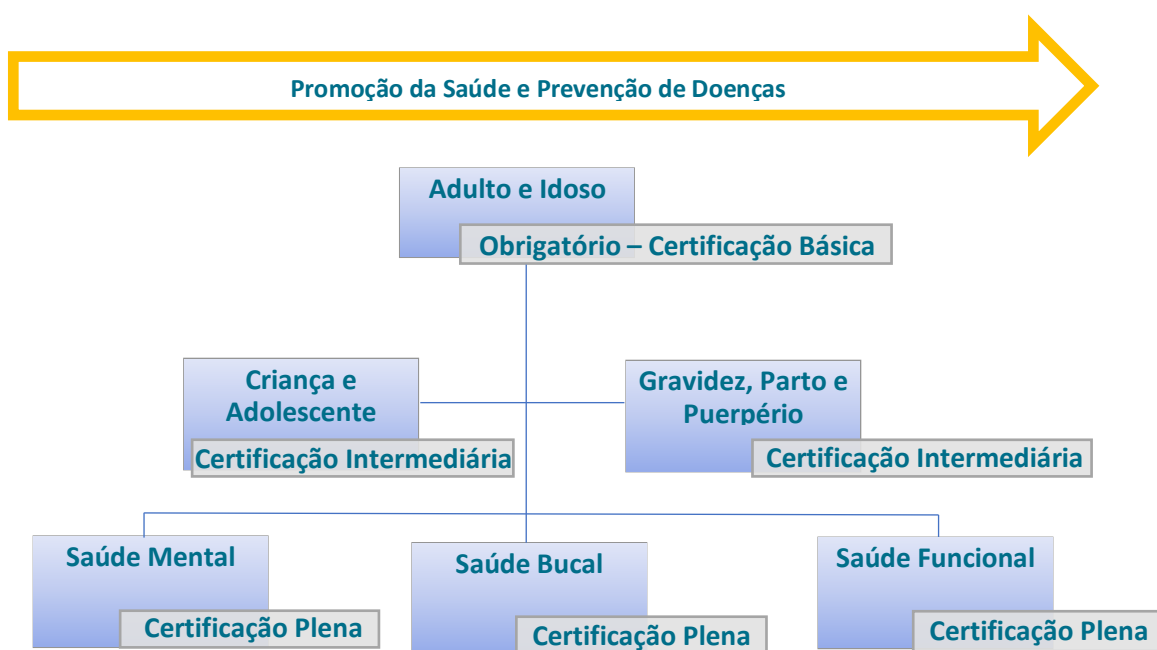 Promoção da Saúde e Prevenção de Doenças
Adulto e Idoso
Obrigatório – Certificação Básica
Criança e
Adolescente
Certificação Intermediária
Gravidez, Parto e
Puerpério
Certificação Intermediária
Saúde Mental
Certificação Plena
Saúde Bucal
Certificação Plena
Saúde Funcional
Certificação Plena